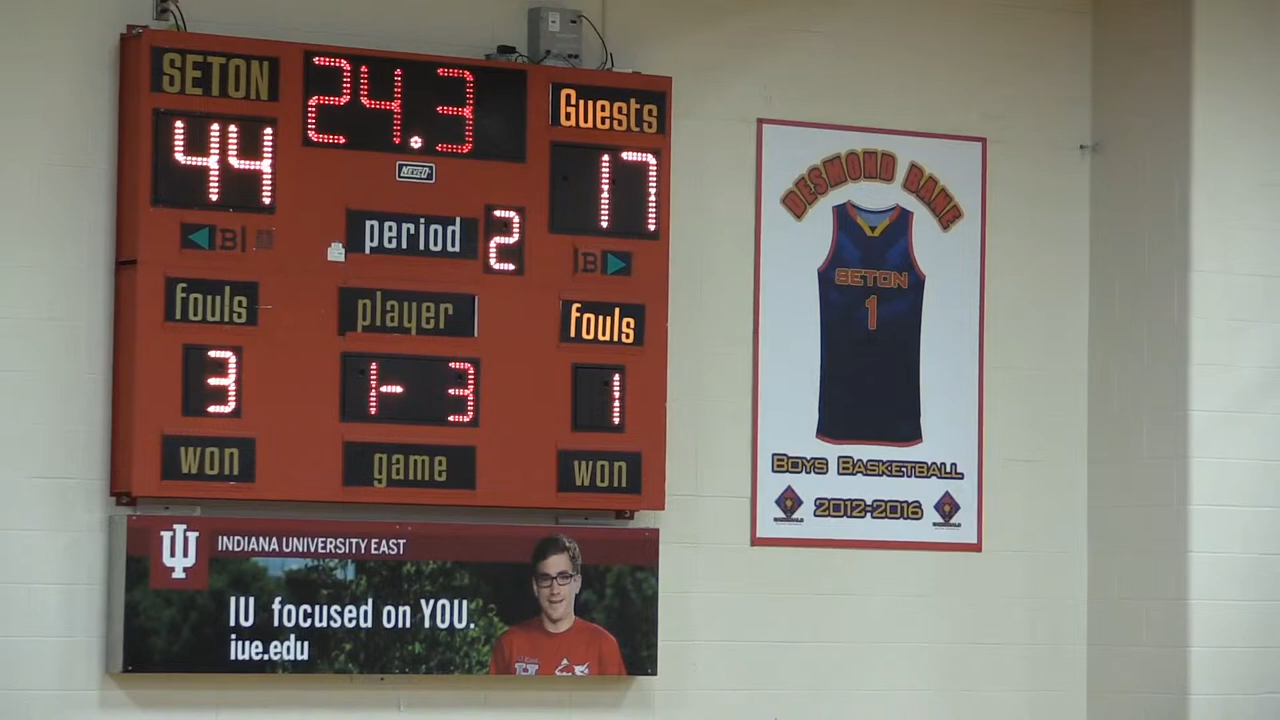 SETON
24.3
Guests
44
NEVCO
17
period
2
B
B
fouls
player
fouls
3
1-3
1
won
game
won
INDIANA UNIVERSITY EAST
IU focused on YOU.
iue.edu
DESMOND BANE
SETON
1
BOYS BASKETBALL
2012-2016